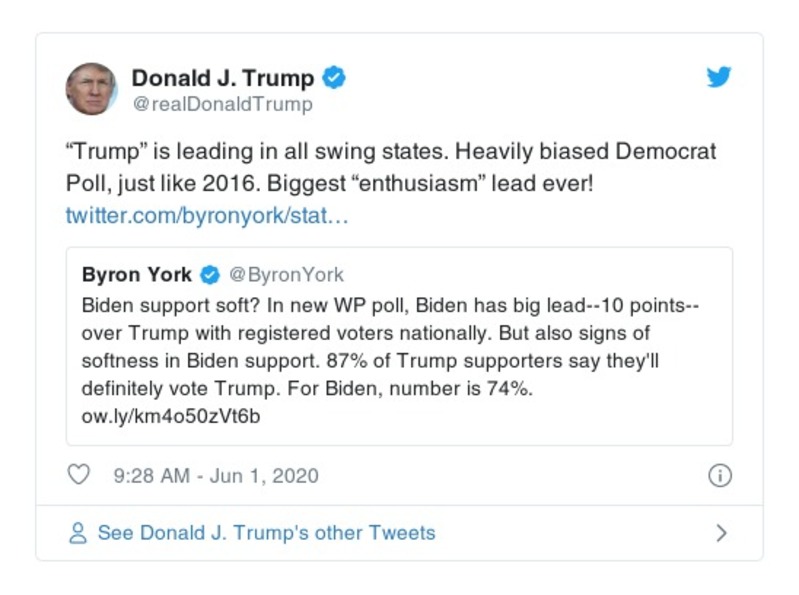 Donald J. Trump
@realDonaldTrump
“Trump” is leading in all swing states. Heavily biased Democrat
Poll, just like 2016. Biggest “enthusiasm” lead ever!
twitter.com/byronyork/stat…
Byron York @ByronYork
Biden support soft? In new WP poll, Biden has big lead--10 points--
over Trump with registered voters nationally. But also signs of
softness in Biden support. 87% of Trump supporters say they'll
definitely vote Trump. For Biden, number is 74%.
ow.ly/km4o50zVt6b
9:28 AM - Jun 1, 2020
See Donald J. Trump's other Tweets